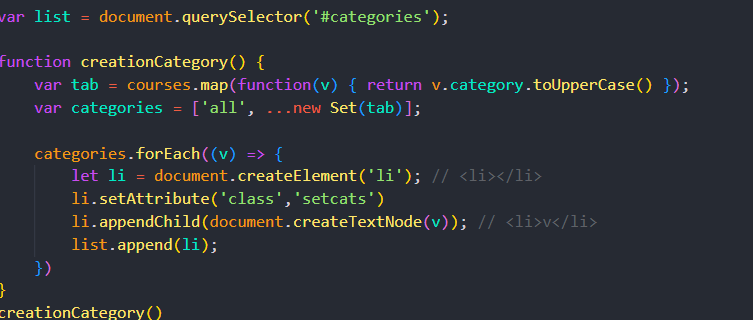 var list = document.querySelector('#categories');
function creationCategory() {
var tab = courses.map(function(v) { return v.category.toUpperCase() });
var categories = ['all', ...new Set(tab)];
categories.forEach((v) => {
let li = document.createElement('li'); // <li></li>
li.setAttribute('class','setcats')
li.appendChild(document.createTextNode(v)); // <li>v</li>
list.append(li);
})
}
creationCategory()